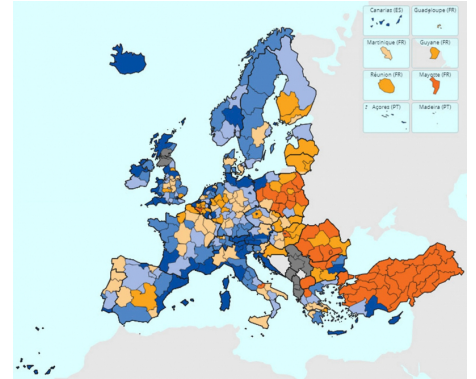 Canarias (ES)
Guadeloupe (FR)
Martinique (FR)
Guyane (FR)
Réunion (FR)
Mayotte (FR)
Açores (PT)
Madeira (PT)